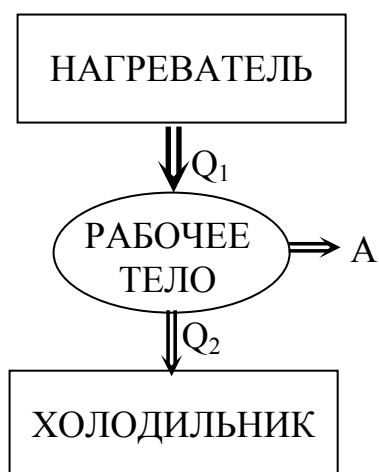 НАГРЕВАТЕЛЬ
Q₁
РАБОЧЕЕ
ТЕЛО
A
Q₂
ХОЛОДИЛЬНИК